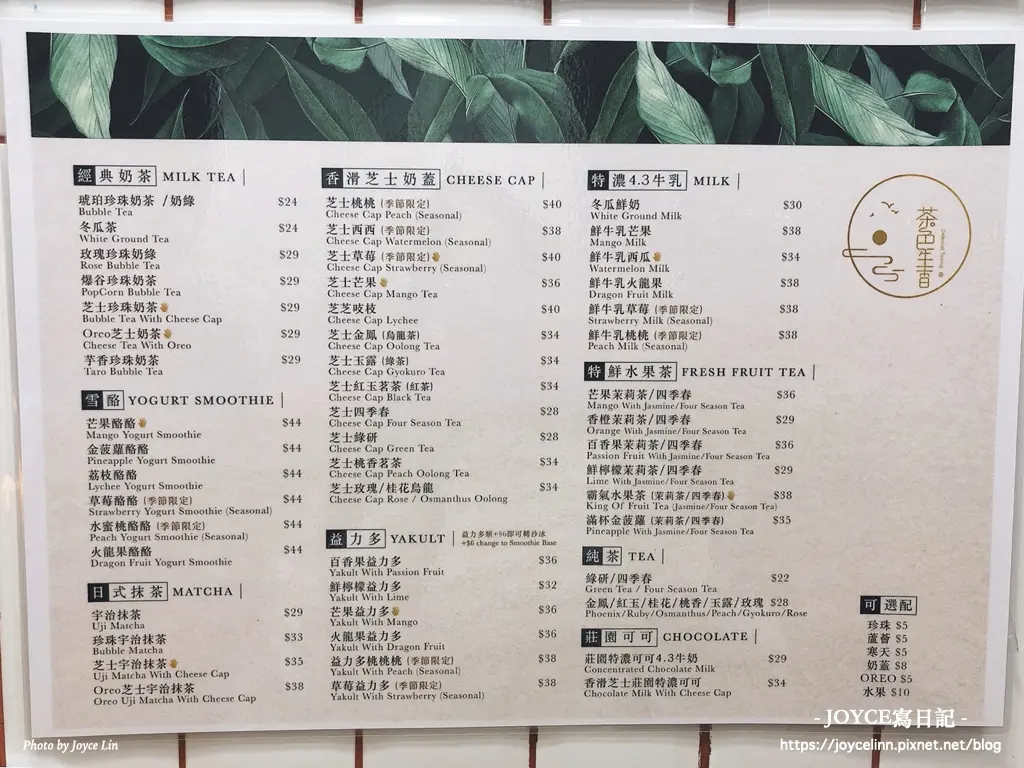 經典奶茶 MILK TEA
琥珀珍珠奶茶 /奶綠 $24
Bubble Tea
冬瓜茶 $24
White Ground Tea
玫瑰珍珠奶綠 $29
Rose Bubble Tea
爆谷珍珠奶茶 $29
PopCorn Bubble Tea
芝士珍珠奶茶 $29
Bubble Tea With Cheese Cap
Oreo芝士奶茶 $29
Cheese Tea With Oreo
芋香珍珠奶茶 $29
Taro Bubble Tea
雪酪 YOGURT SMOOTHIE
芒果酪酪 $44
Mango Yogurt Smoothie
金菠蘿酪酪 $44
Pineapple Yogurt Smoothie
荔枝酪酪 $44
Lychee Yogurt Smoothie
草莓酪酪 (季節限定) $44
Strawberry Yogurt Smoothie (Seasonal)
水蜜桃酪酪 (季節限定) $44
Peach Yogurt Smoothie (Seasonal)
火龍果酪酪 $44
Dragon Fruit Yogurt Smoothie
日式抹茶 MATCHA
宇治抹茶 $29
Uji Matcha
珍珠宇治抹茶 $33
Bubble Uji Matcha
芝士宇治抹茶 $35
Uji Matcha With Cheese Cap
Oreo芝士宇治抹茶 $38
Oreo Uji Matcha With Cheese Cap
香滑芝士奶蓋 CHEESE CAP
芝士桃桃 (季節限定) $40
Cheese Cap Peach (Seasonal)
芝士西西 (季節限定) $38
Cheese Cap Watermelon (Seasonal)
芝士草莓 (季節限定) $40
Cheese Cap Strawberry (Seasonal)
芝士芒果 $36
Cheese Cap Mango Tea
芝芝吱枝 $40
Cheese Cap Lychee
芝士金鳳 (烏龍茶) $34
Cheese Cap Oolong Tea
芝士玉露 (綠茶) $34
Cheese Cap Gyokuro Tea
芝士紅玉茗茶 (紅茶) $34
Cheese Cap Black Tea
芝士四季春 $28
Cheese Cap Four Season Tea
芝士綠研 $28
Cheese Cap Green Tea
芝士桃香茗茶 $34
Cheese Cap Peach Oolong Tea
芝士玫瑰/桂花烏龍 $34
Cheese Cap Rose / Osmanthus Oolong
益力多 YAKULT
益力多類+$6即可轉沙冰
+$6 change to Smoothie Base
百香果益力多 $36
Yakult With Passion Fruit
鮮檸檬益力多 $32
Yakult With Lime
芒果益力多 $36
Yakult With Mango
火龍果益力多 $36
Yakult With Dragon Fruit
益力多桃桃桃 (季節限定) $38
Yakult With Peach (Seasonal)
草莓益力多 (季節限定) $38
Yakult With Strawberry (Seasonal)
特濃4.3牛乳 MILK
冬瓜鮮奶 $30
White Ground Milk
鮮牛乳芒果 $38
Mango Milk
鮮牛乳西瓜 $34
Watermelon Milk
鮮牛乳火龍果 $38
Dragon Fruit Milk
鮮牛乳草莓 (季節限定) $38
Strawberry Milk (Seasonal)
鮮牛乳桃桃 (季節限定) $38
Peach Milk (Seasonal)
特鮮水果茶 FRESH FRUIT TEA
芒果茉莉茶/四季春 $36
Mango With Jasmine/Four Season Tea
香橙茉莉茶/四季春 $29
Orange With Jasmine/Four Season Tea
百香果茉莉茶/四季春 $36
Passion Fruit With Jasmine/Four Season Tea
鮮檸檬茉莉茶/四季春 $29
Lime With Jasmine/Four Season Tea
霸氣水果茶 (茉莉茶/四季春) $38
King Of Fruit Tea (Jasmine/Four Season Tea)
滿杯金菠蘿 (茉莉茶/四季春) $35
Pineapple With Jasmine/Four Season Tea
純茶 TEA
綠研/四季春 $22
Green Tea / Four Season Tea
金鳳/紅玉/桂花/桃香/玉露/玫瑰 $28
Phoenix/Ruby/Osmanthus/Peach/Gyokuro/Rose
莊園可可 CHOCOLATE
莊園特濃可可4.3牛奶 $29
Concentrated Chocolate Milk
香滑芝士莊園特濃可可 $34
Chocolate Milk With Cheese Cap
茶色生青
可選配
珍珠 $5
蘆薈 $5
寒天 $5
奶蓋 $8
OREO $5
水果 $10
- JOYCE寫日記 -
Photo by Joyce Lin
https://joycelinn.pixnet.net/blog